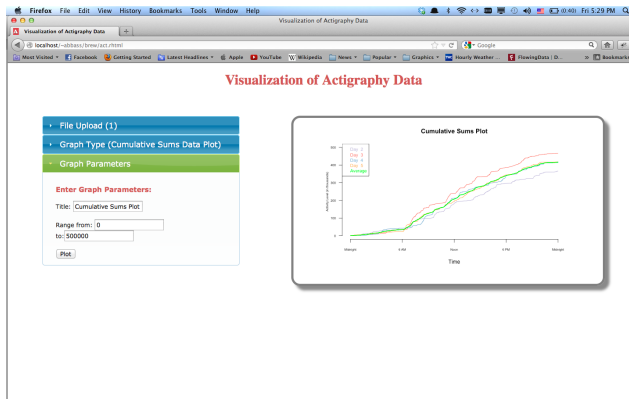 Firefox File Edit View History Bookmarks Tools Window Help (0:40) Fri 5:29 PM
Visualization of Actigraphy Data
Visualization of Actigraphy Data
localhost/~abbass/brew/act.rhtml Google
Most Visited Facebook Getting Started Latest Headlines Apple YouTube Wikipedia News Popular Graphics Hourly Weather ... FlowingData | D... » Bookmarks
Visualization of Actigraphy Data
File Upload (1)
Graph Type (Cumulative Sums Data Plot)
Graph Parameters
Enter Graph Parameters:
Title: Cumulative Sums Plot
Range from: 0
to: 500000
Plot
Cumulative Sums Plot
Average
Midnight 6 AM Noon 6 PM Midnight
Time